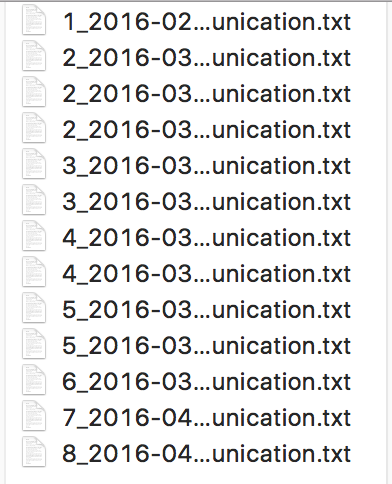 1_2016-02...unication.txt
2_2016-03...unication.txt
2_2016-03...unication.txt
2_2016-03...unication.txt
3_2016-03...unication.txt
3_2016-03...unication.txt
4_2016-03...unication.txt
4_2016-03...unication.txt
5_2016-03...unication.txt
5_2016-03...unication.txt
6_2016-03...unication.txt
7_2016-04...unication.txt
8_2016-04...unication.txt